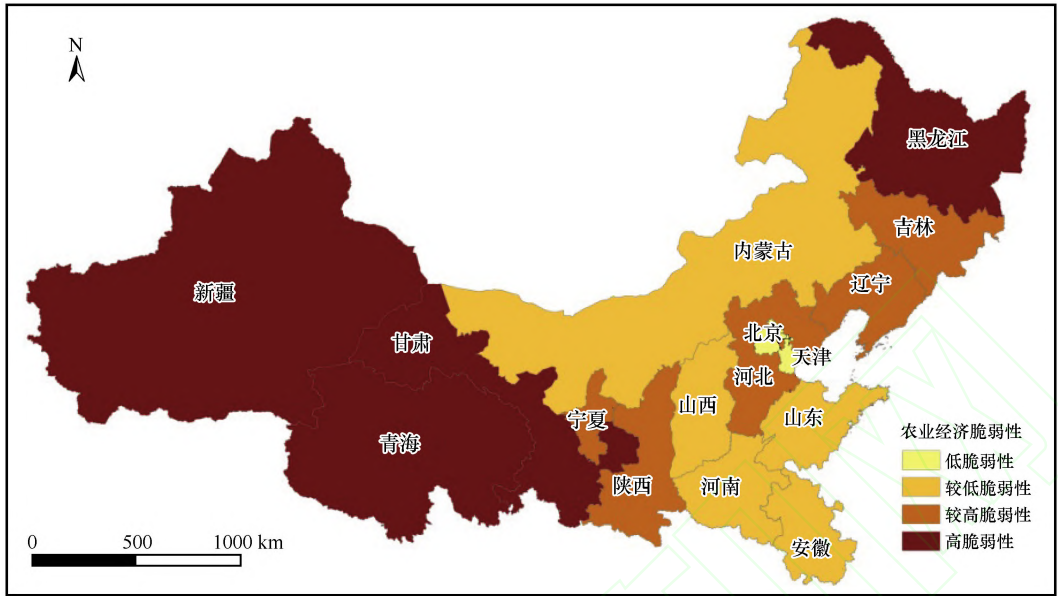 N
黑龙江
吉林
内蒙古
辽宁
新疆
北京
甘肃
天津
河北
山西
宁夏
山东
青海
陕西
河南
安徽
农业经济脆弱性
低脆弱性
较低脆弱性
较高脆弱性
高脆弱性
0 500 1000 km